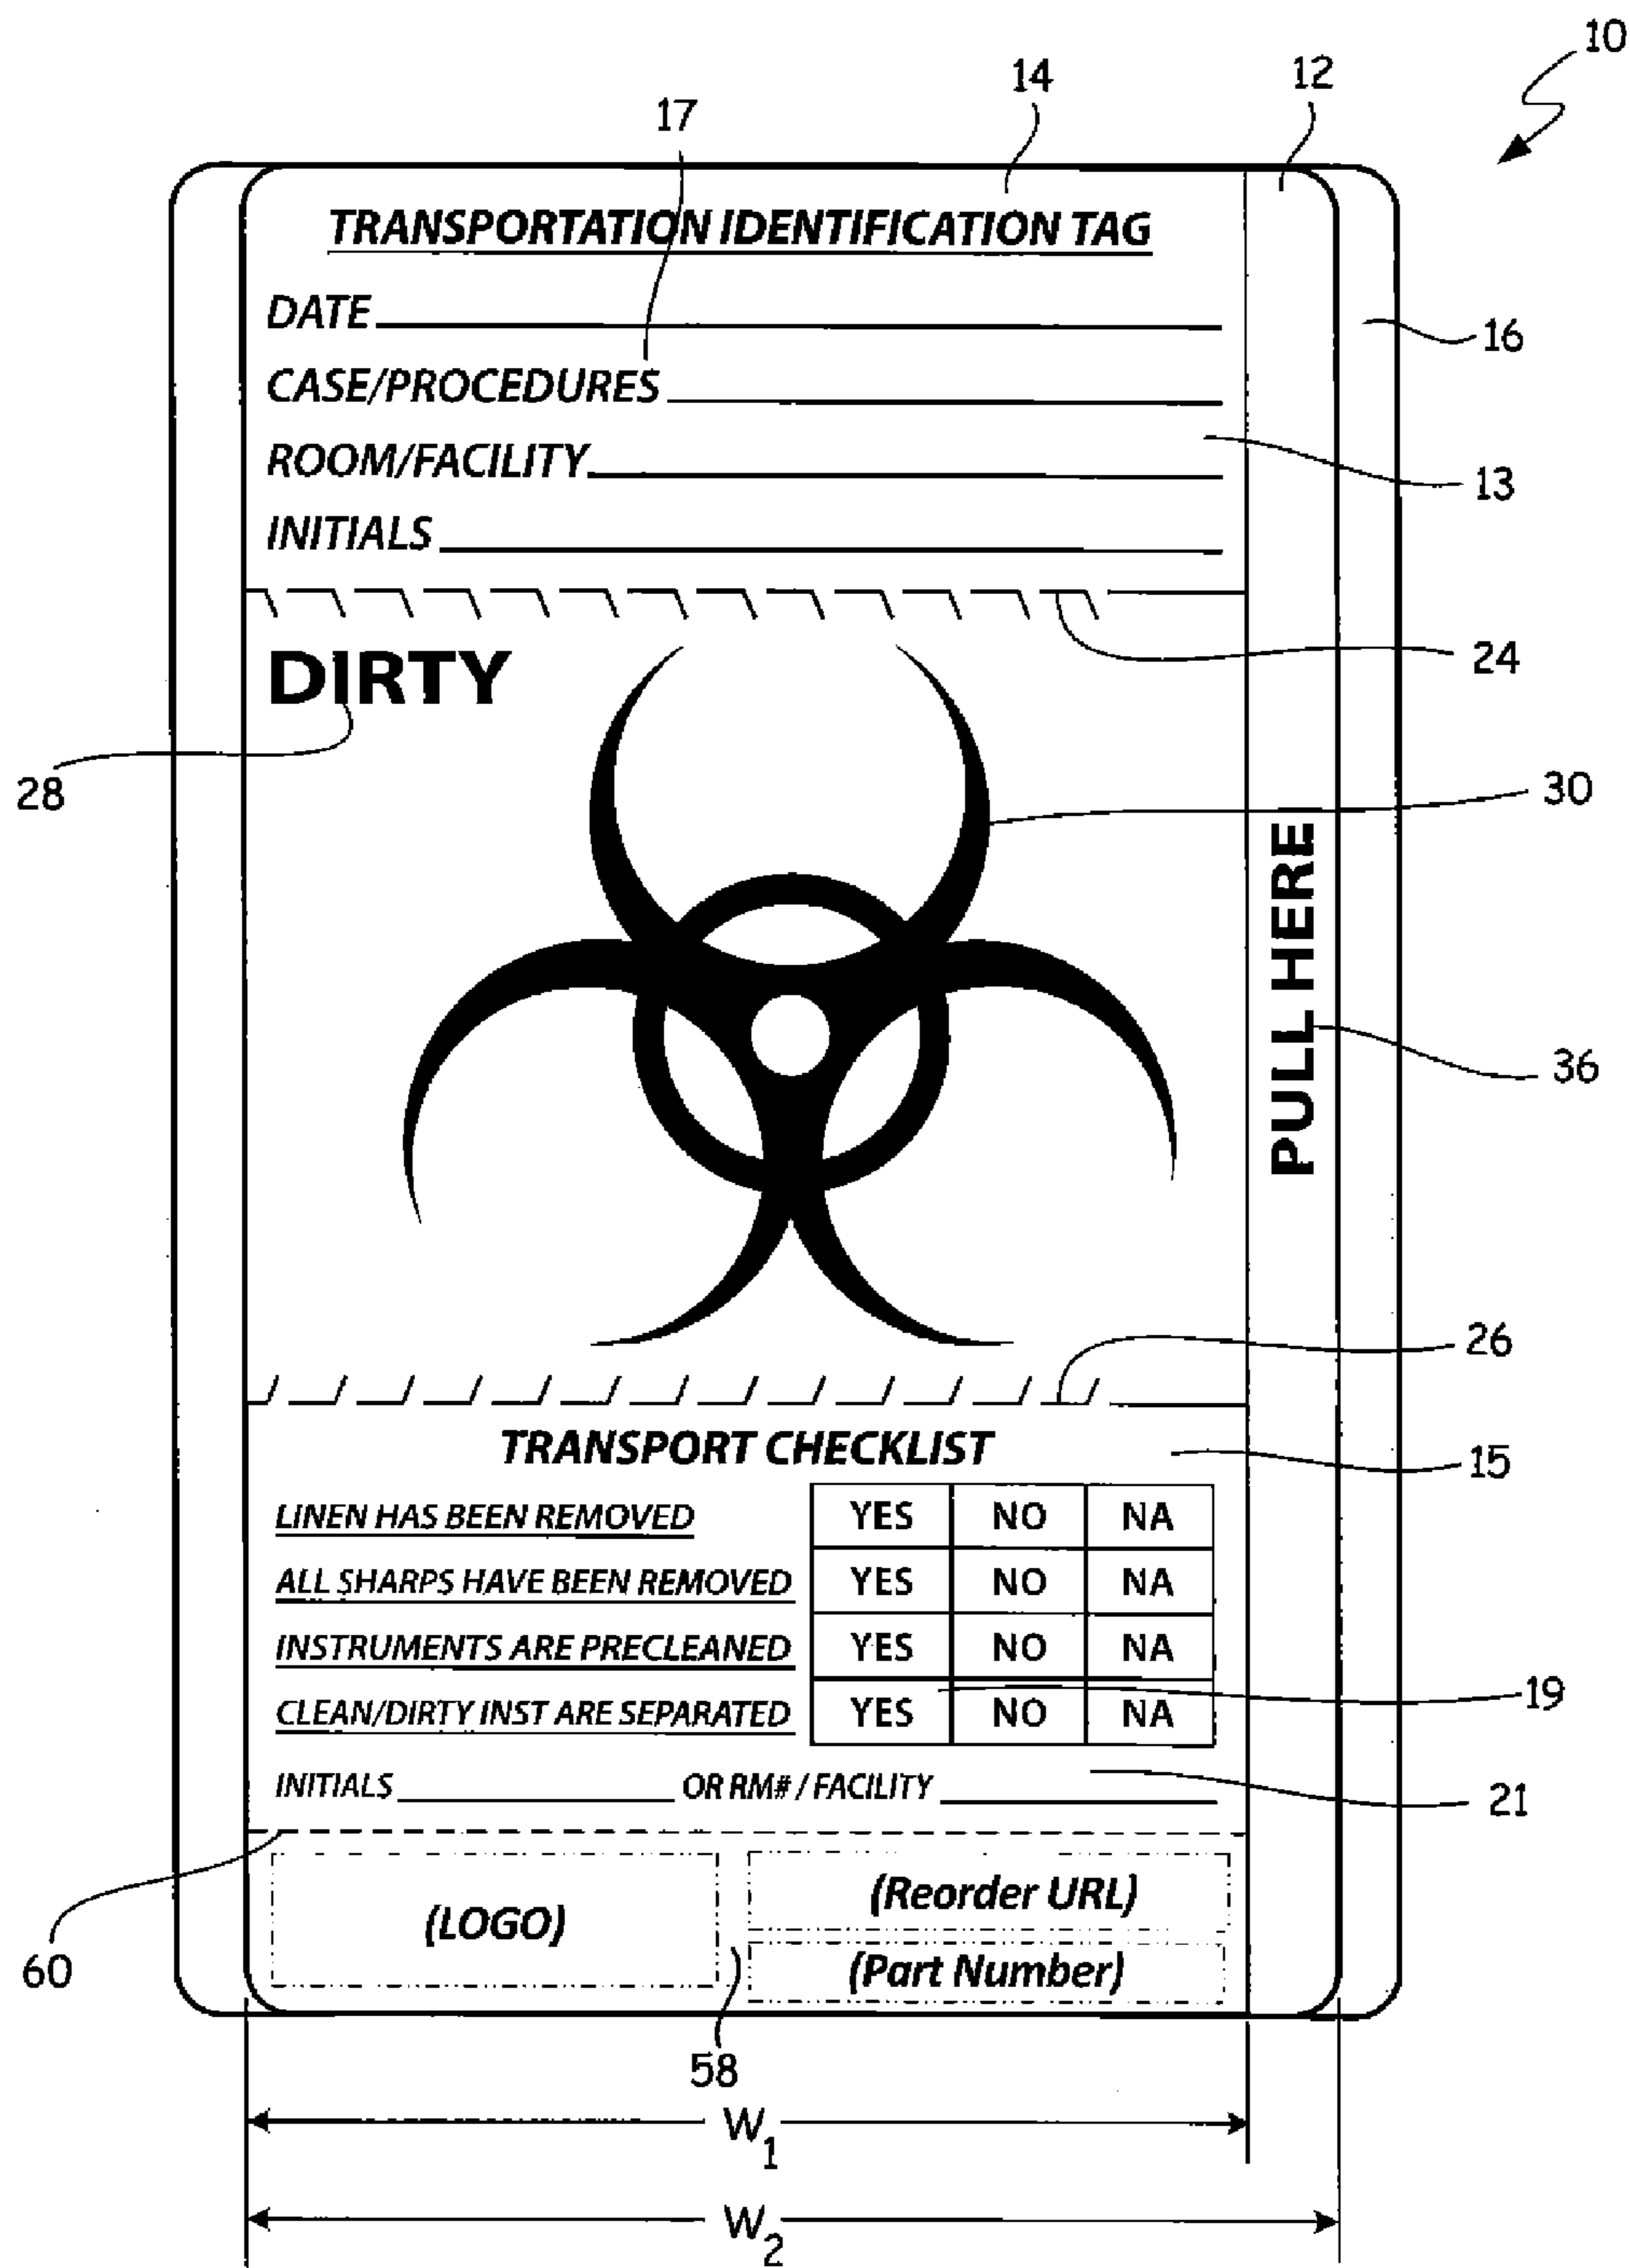 10
14
12
17
TRANSPORTATION IDENTIFICATION TAG
DATE
16
CASE/PROCEDURES
ROOM/FACILITY
13
INITIALS
24
DIRTY
28
30
PULL HERE
36
26
TRANSPORT CHECKLIST
15
LINEN HAS BEEN REMOVED YES NO NA
ALL SHARPS HAVE BEEN REMOVED YES NO NA
INSTRUMENTS ARE PRECLEANED YES NO NA
CLEAN/DIRTY INST ARE SEPARATED YES NO NA
19
INITIALS OR RM# / FACILITY
21
(LOGO) (Reorder URL)
(Part Number)
60
58
W1
W2